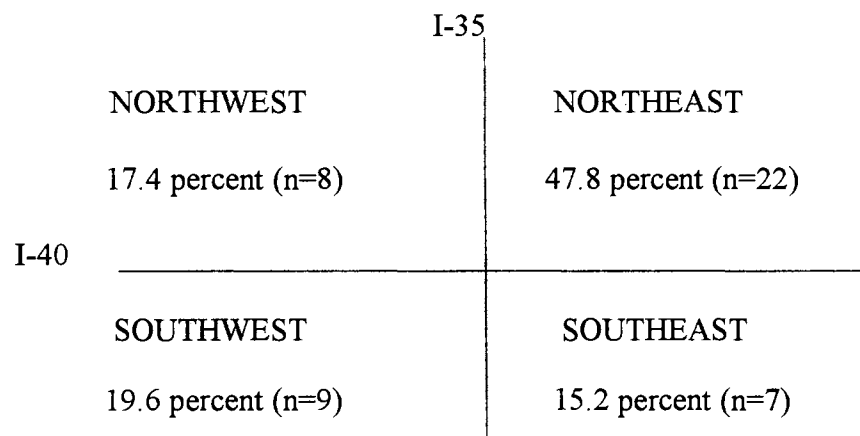 I-35
NORTHWEST
NORTHEAST
17.4 percent (n=8)
47.8 percent (n=22)
I-40
SOUTHWEST
SOUTHEAST
19.6 percent (n=9)
15.2 percent (n=7)